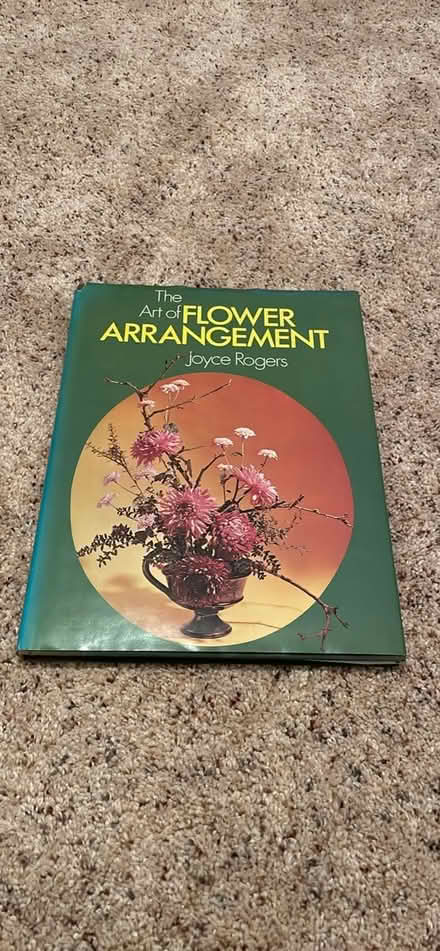 The
Art of FLOWER
ARRANGEMENT
Joyce Rogers